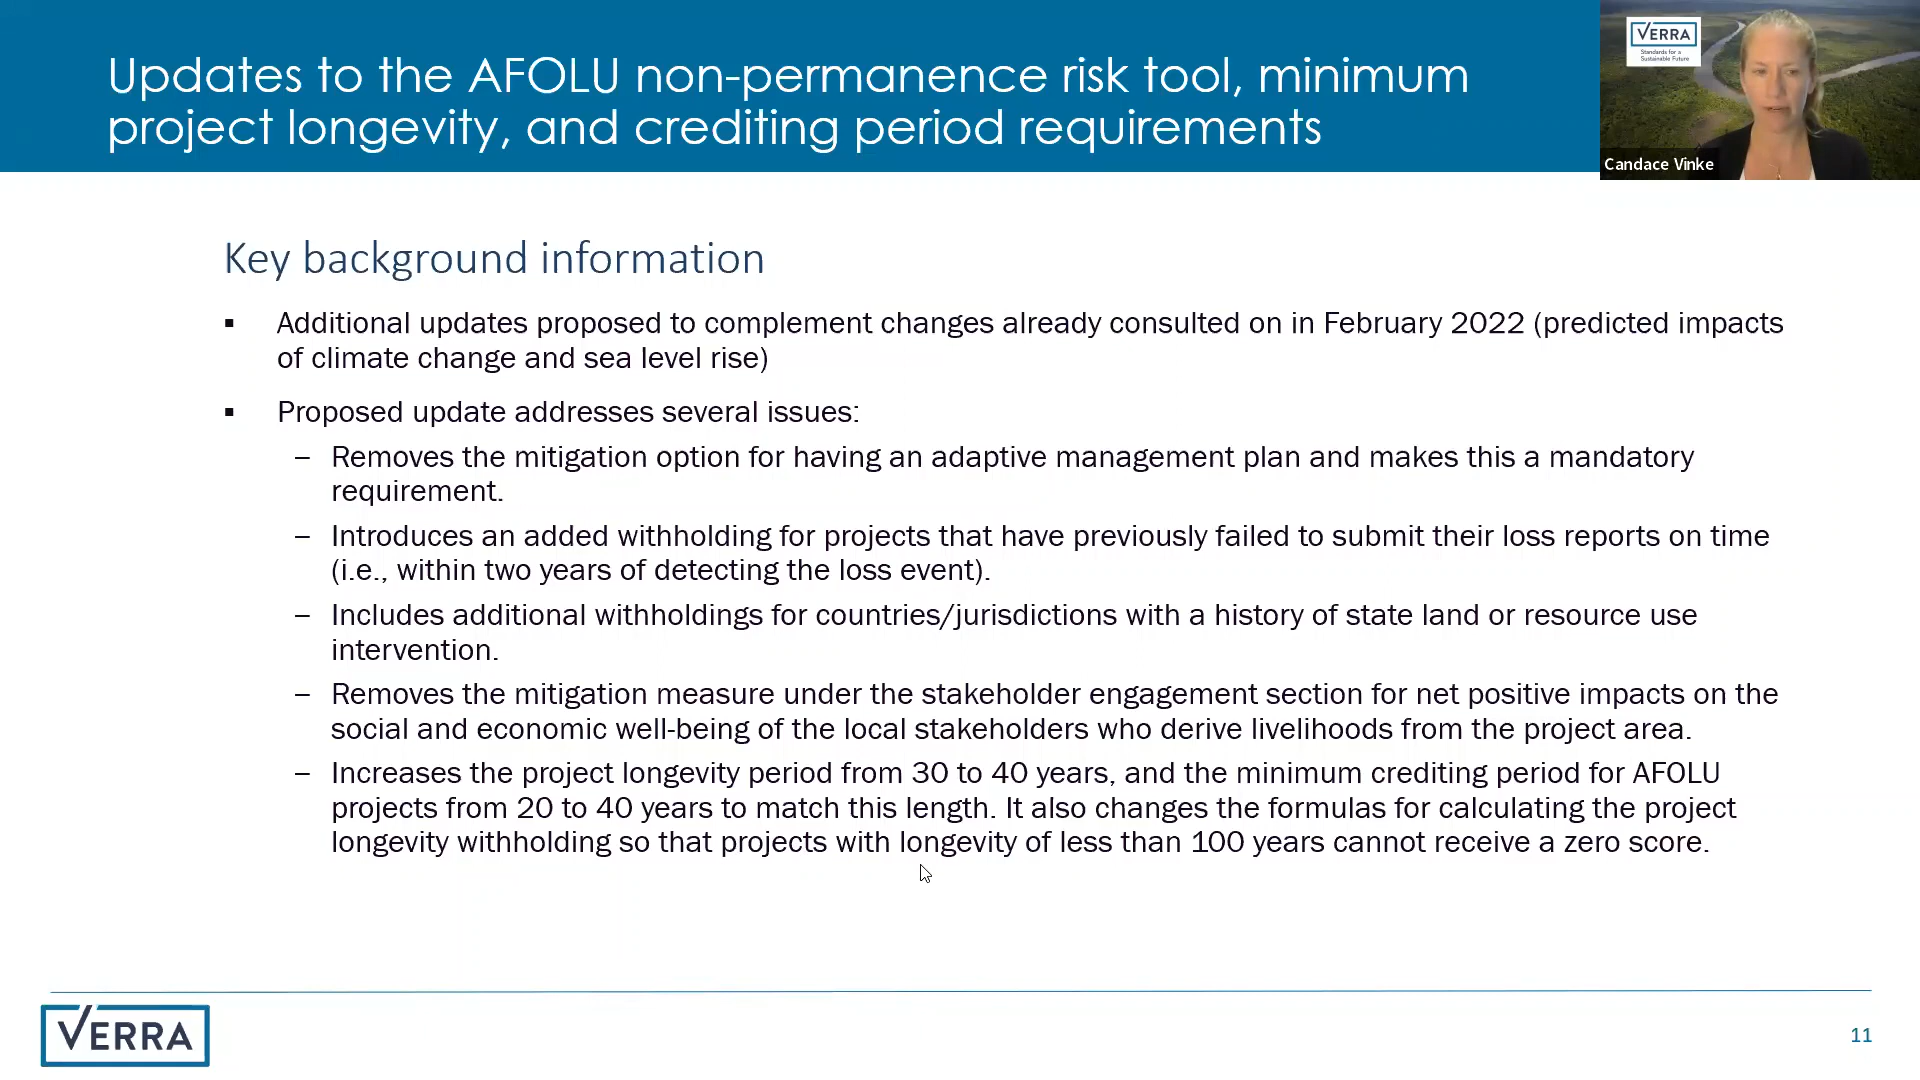 Updates to the AFOLU non-permanence risk tool, minimum
project longevity, and crediting period requirements
VERRA
Standards for a
Sustainable Future
Candace Vinke
Key background information
▪ Additional updates proposed to complement changes already consulted on in February 2022 (predicted impacts
of climate change and sea level rise)
▪ Proposed update addresses several issues:
– Removes the mitigation option for having an adaptive management plan and makes this a mandatory
requirement.
– Introduces an added withholding for projects that have previously failed to submit their loss reports on time
(i.e., within two years of detecting the loss event).
– Includes additional withholdings for countries/jurisdictions with a history of state land or resource use
intervention.
– Removes the mitigation measure under the stakeholder engagement section for net positive impacts on the
social and economic well-being of the local stakeholders who derive livelihoods from the project area.
– Increases the project longevity period from 30 to 40 years, and the minimum crediting period for AFOLU
projects from 20 to 40 years to match this length. It also changes the formulas for calculating the project
longevity withholding so that projects with longevity of less than 100 years cannot receive a zero score.
VERRA
11